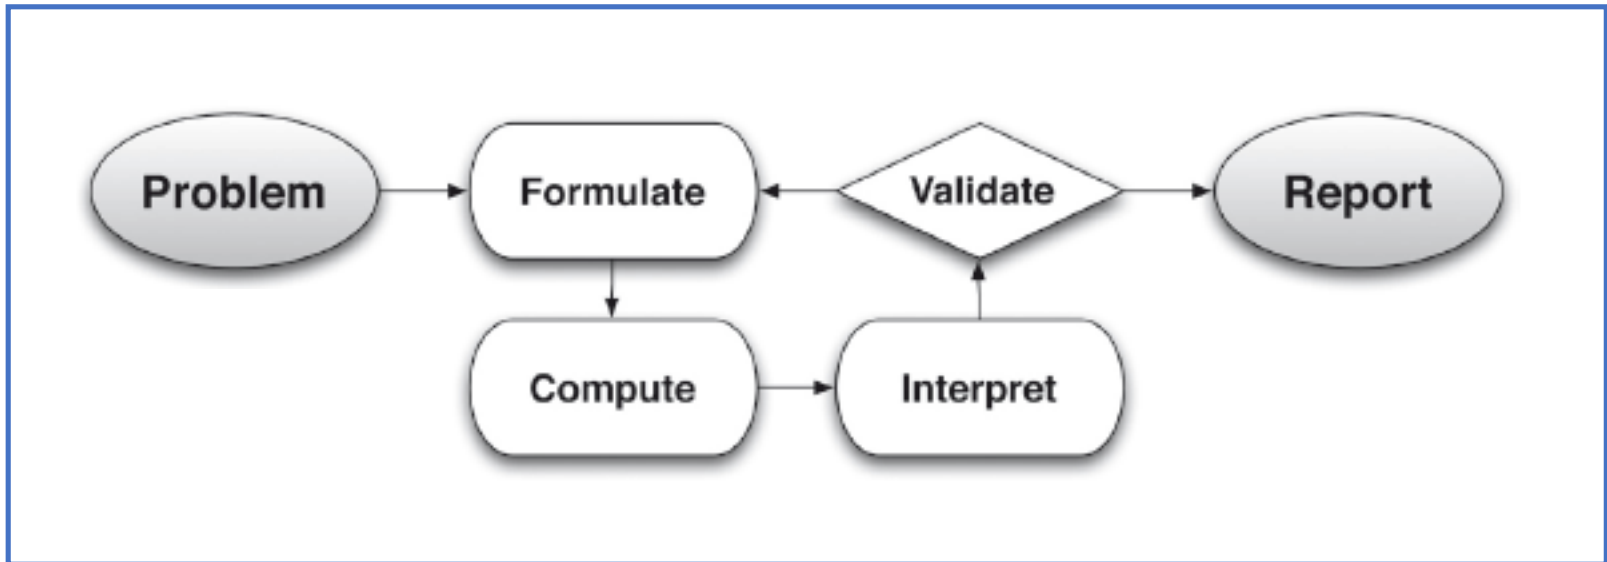 Problem
Formulate
Validate
Report
Compute
Interpret